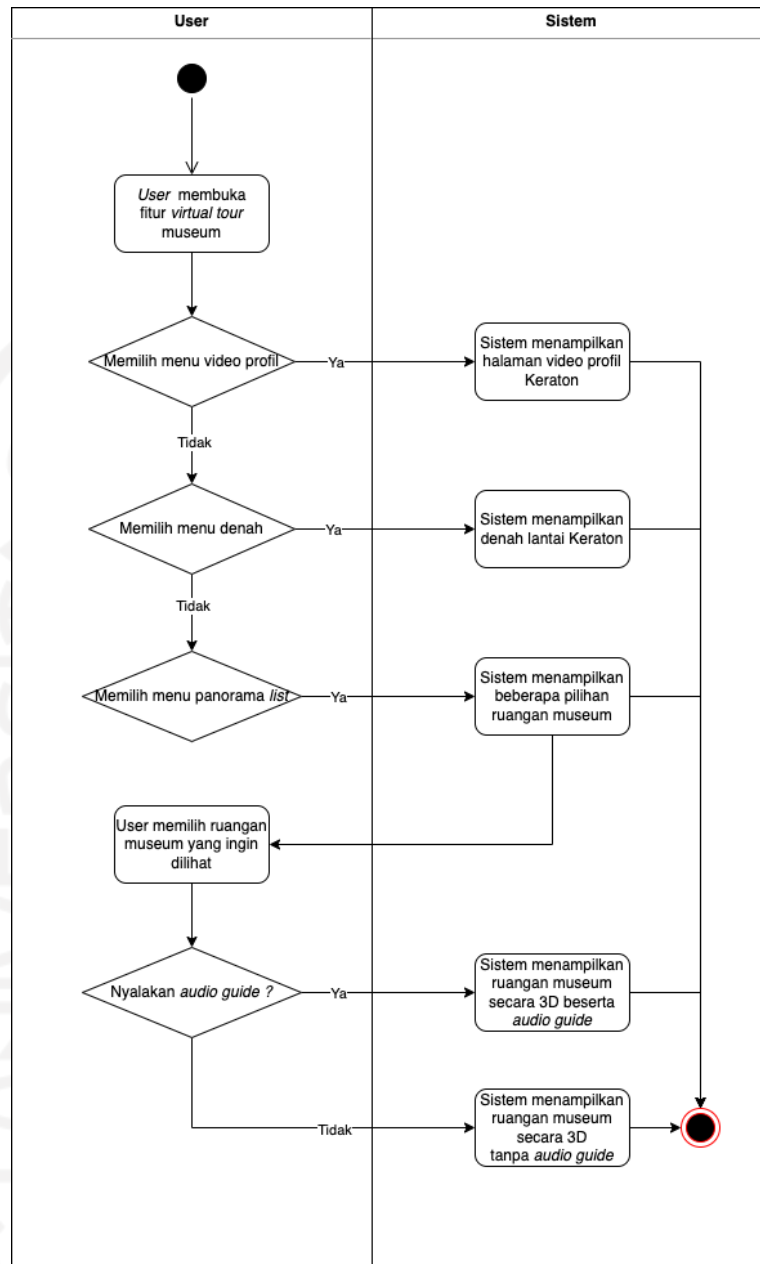 User
Sistem
User membuka
fitur virtual tour
museum
Memilih menu video profil
Ya
Sistem menampilkan
halaman video profil
Keraton
Tidak
Memilih menu denah
Ya
Sistem menampilkan
denah lantai Keraton
Tidak
Memilih menu panorama list
Ya
Sistem menampilkan
beberapa pilihan
ruangan museum
User memilih ruangan
museum yang ingin
dilihat
Nyalakan audio guide ?
Ya
Sistem menampilkan
ruangan museum
secara 3D beserta
audio guide
Tidak
Sistem menampilkan
ruangan museum
secara 3D
tanpa audio guide